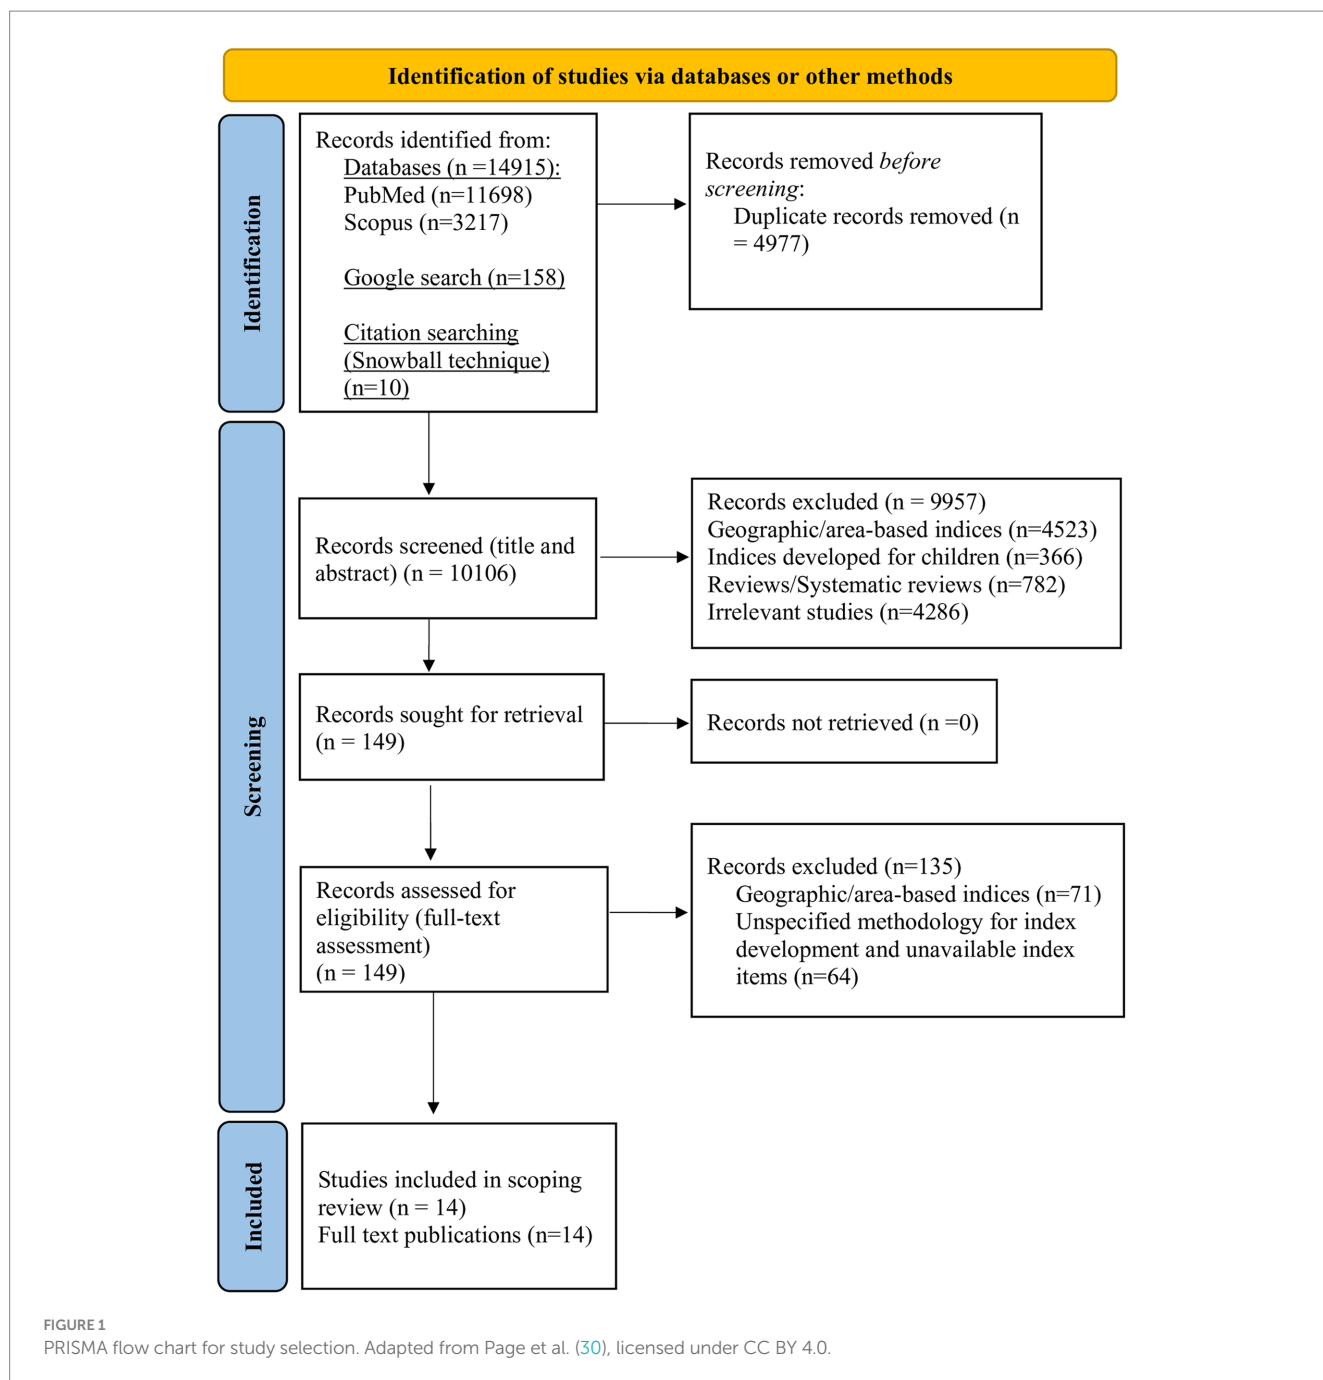 Identification of studies via databases or other methods
Identification
Records identified from:
Databases (n =14915):
PubMed (n=11698)
Scopus (n=3217)
Google search (n=158)
Citation searching
(Snowball technique)
(n=10)
Records removed before
screening:
Duplicate records removed (n
= 4977)
Screening
Records screened (title and
abstract) (n = 10106)
Records excluded (n = 9957)
Geographic/area-based indices (n=4523)
Indices developed for children (n=366)
Reviews/Systematic reviews (n=782)
Irrelevant studies (n=4286)
Records sought for retrieval
(n = 149)
Records not retrieved (n =0)
Records assessed for
eligibility (full-text
assessment)
(n = 149)
Records excluded (n=135)
Geographic/area-based indices (n=71)
Unspecified methodology for index
development and unavailable index
items (n=64)
Included
Studies included in scoping
review (n = 14)
Full text publications (n=14)
FIGURE 1
PRISMA flow chart for study selection. Adapted from Page et al. (30), licensed under CC BY 4.0.